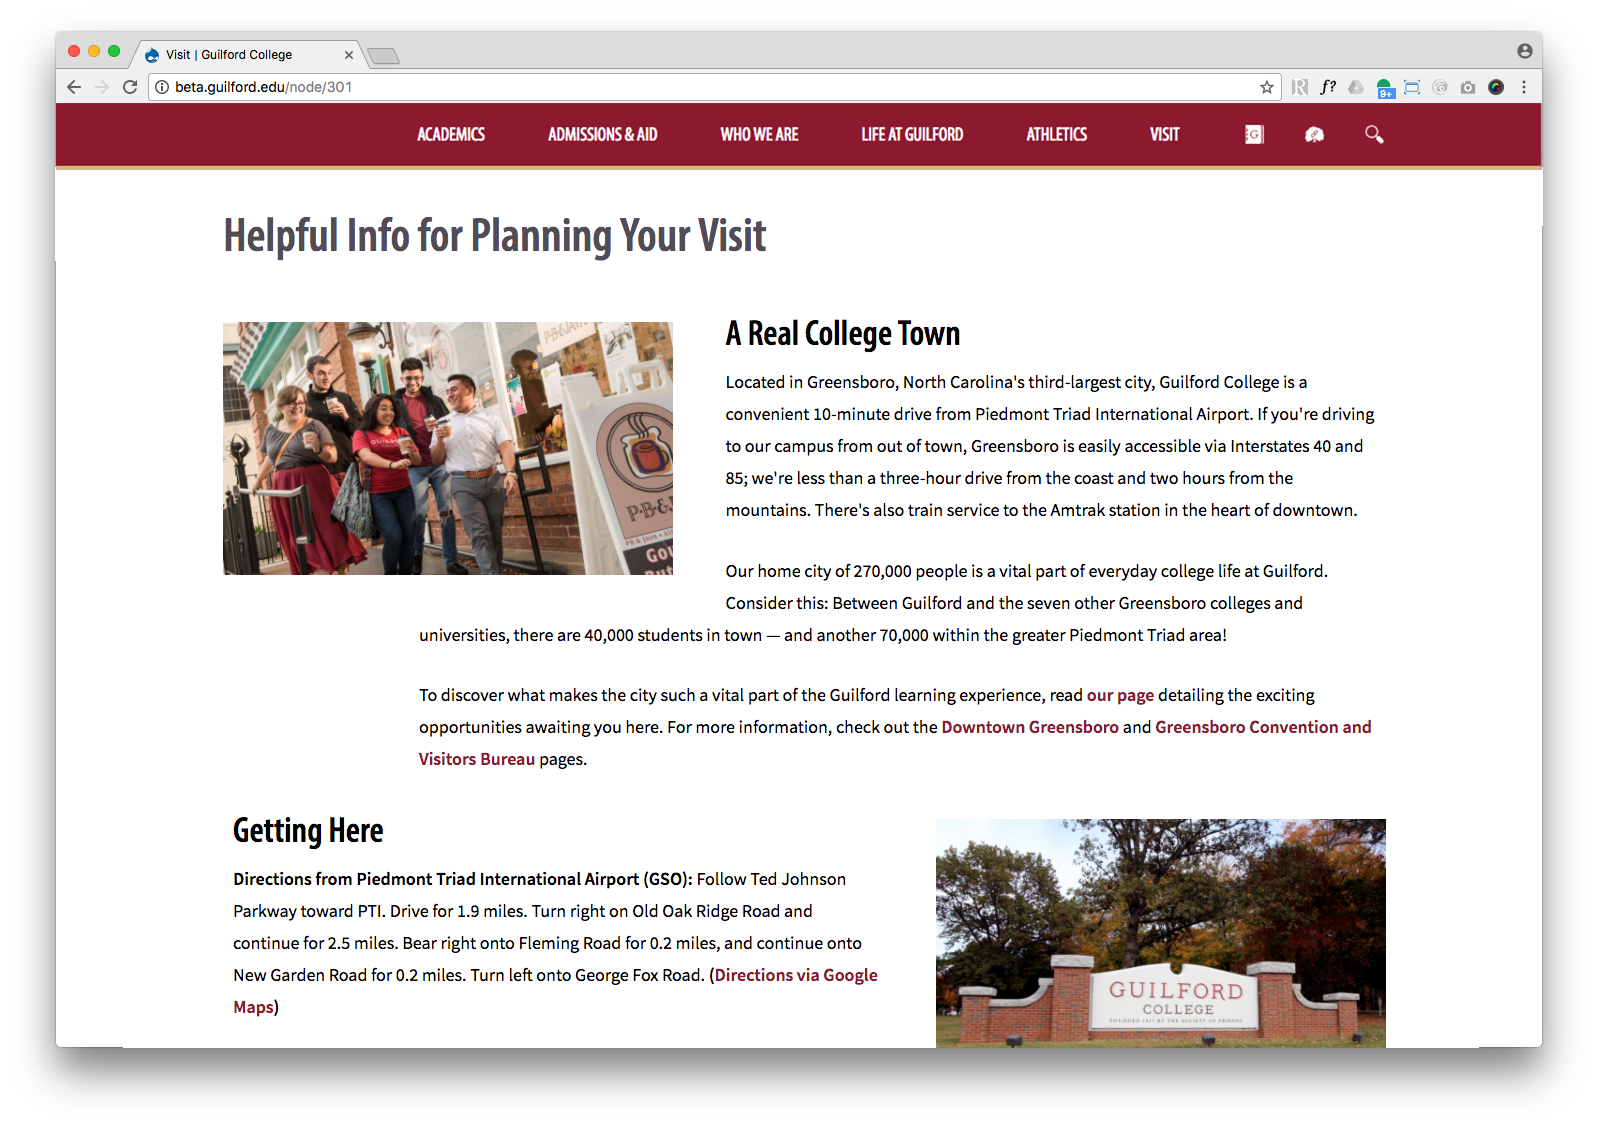 Visit | Guilford College
beta.guilford.edu/node/301
f?
9+
ACADEMICS
ADMISSIONS & AID
WHO WE ARE
LIFE AT GUILFORD
ATHLETICS
VISIT
G
Helpful Info for Planning Your Visit
A Real College Town
Located in Greensboro, North Carolina's third-largest city, Guilford College is a
convenient 10-minute drive from Piedmont Triad International Airport. If you're driving
to our campus from out of town, Greensboro is easily accessible via Interstates 40 and
85; we're less than a three-hour drive from the coast and two hours from the
mountains. There's also train service to the Amtrak station in the heart of downtown.
Our home city of 270,000 people is a vital part of everyday college life at Guilford.
Consider this: Between Guilford and the seven other Greensboro colleges and
universities, there are 40,000 students in town — and another 70,000 within the greater Piedmont Triad area!
To discover what makes the city such a vital part of the Guilford learning experience, read our page detailing the exciting
opportunities awaiting you here. For more information, check out the Downtown Greensboro and Greensboro Convention and
Visitors Bureau pages.
Getting Here
Directions from Piedmont Triad International Airport (GSO): Follow Ted Johnson
Parkway toward PTI. Drive for 1.9 miles. Turn right on Old Oak Ridge Road and
continue for 2.5 miles. Bear right onto Fleming Road for 0.2 miles, and continue onto
New Garden Road for 0.2 miles. Turn left onto George Fox Road. (Directions via Google
Maps)
GUILFORD
COLLEGE
FOUNDED 1837 BY THE SOCIETY OF FRIENDS